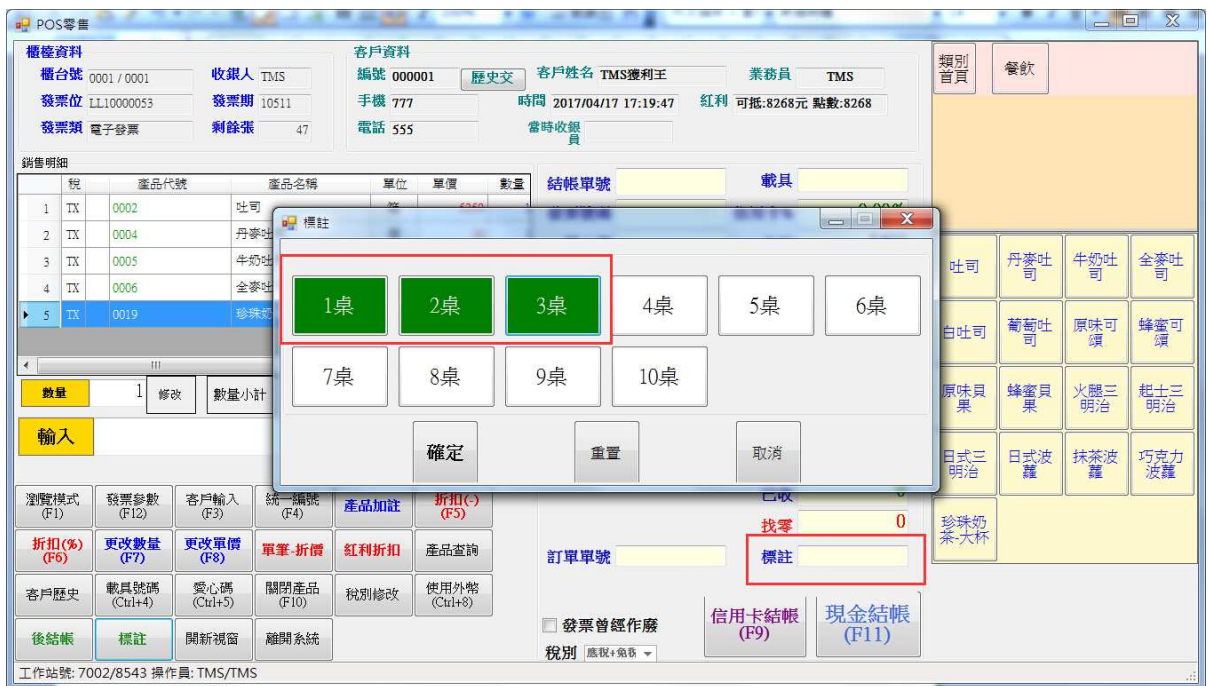 POS零售
櫃檯資料
櫃台號 0001 / 0001 收銀人 TMS
發票位 LL10000053 發票期 10511
發票類 電子發票 剩餘張 47
客戶資料
編號 000001 歷史交 客戶姓名 TMS獲利王 業務員 TMS
手機 777 時間 2017/04/17 17:19:47 紅利 可抵:8268元 點數:8268
電話 555 當時收銀員
類別首頁
餐飲
銷售明細
稅 產品代號 產品名稱 單位 單價 數量
1 TX 0002 吐司
2 TX 0004 丹麥吐
3 TX 0005 牛奶吐
4 TX 0006 全麥吐
5 TX 0019 珍珠奶
結帳單號 載具
標註
1桌 2桌 3桌 4桌 5桌 6桌
7桌 8桌 9桌 10桌
確定 重置 取消
數量 1 修改 數量小計
輸入
吐司 丹麥吐司 牛奶吐司 全麥吐司
白吐司 葡萄吐司 原味可頌 蜂蜜可頌
原味貝果 蜂蜜貝果 火腿三明治 起士三明治
日式三明治 日式波蘿 抹茶波蘿 巧克力波蘿
珍珠奶茶-大杯
瀏覽模式(F1) 發票參數(F12) 客戶輸入(F3) 統一編號(F4) 產品加註 折扣(-)(F5)
折扣(%)(F6) 更改數量(F7) 更改單價(F8) 單筆-折價 紅利折扣 產品查詢
客戶歷史 載具號碼(Ctrl+4) 愛心碼(Ctrl+5) 關閉產品(F10) 稅別修改 使用外幣(Ctrl+8)
後結帳 標註 開新視窗 離開系統
已收 0
找零 0
訂單單號 標註
發票曾經作廢
稅別 應稅+免稅
信用卡結帳(F9)
現金結帳(F11)
工作站號: 7002/8543 操作員: TMS/TMS